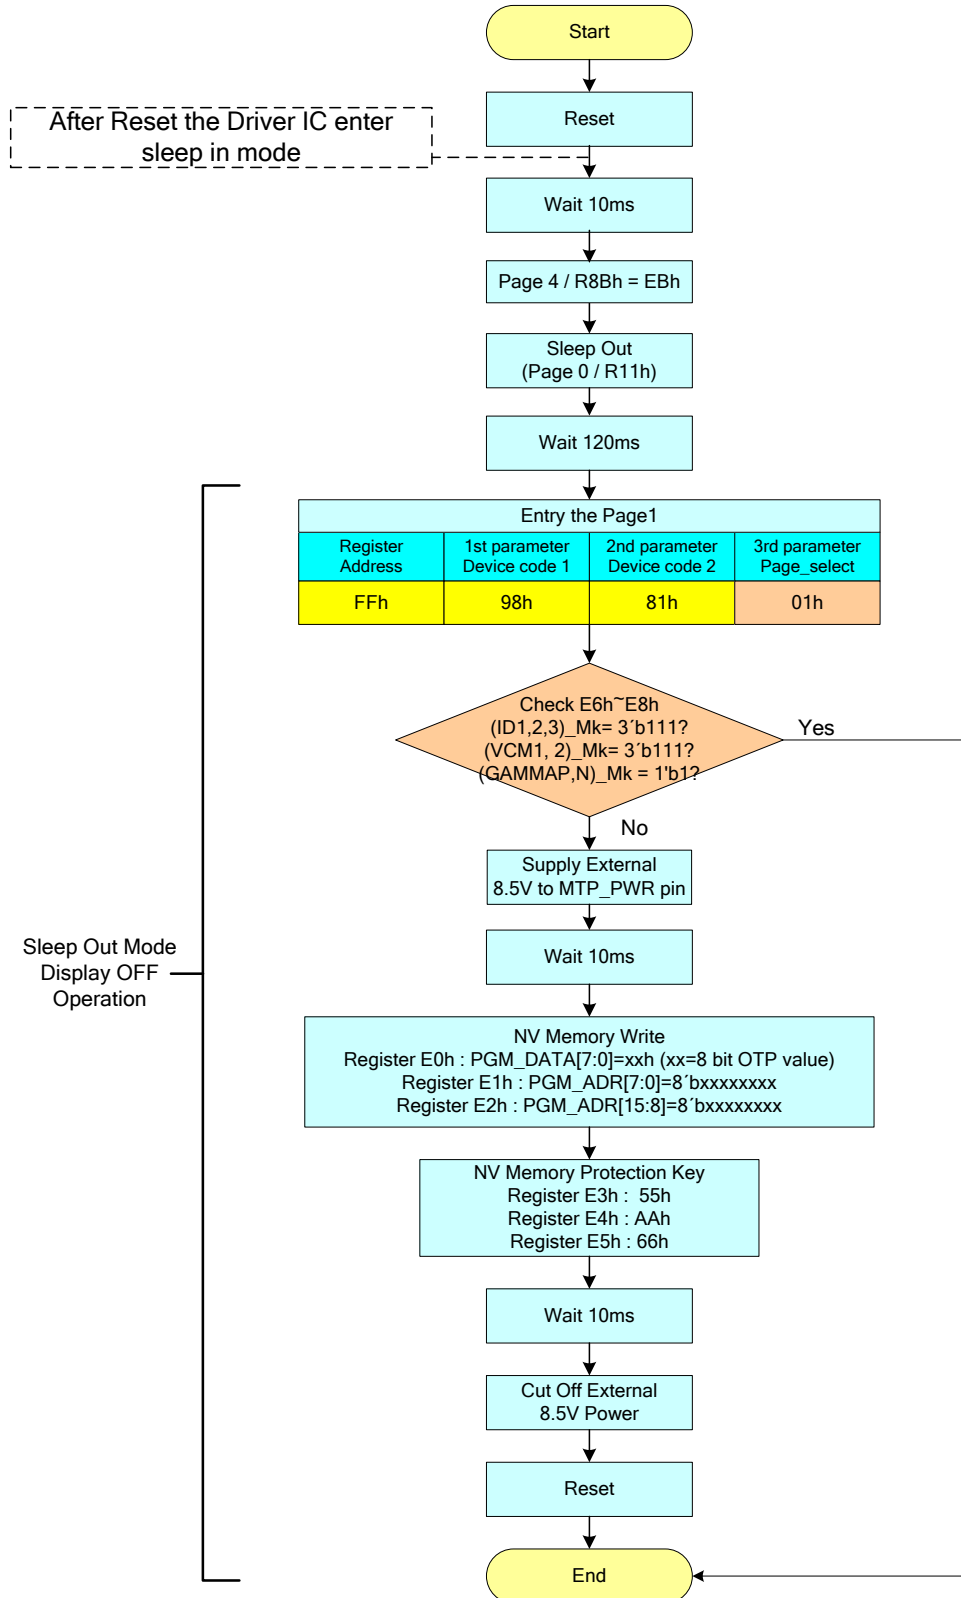 Start
Reset
After Reset the Driver IC enter
sleep in mode
Wait 10ms
Page 4 / R8Bh = EBh
Sleep Out
(Page 0 / R11h)
Wait 120ms
Entry the Page1
Register Address 1st parameter Device code 1 2nd parameter Device code 2 3rd parameter Page_select
FFh 98h 81h 01h
Check E6h~E8h
(ID1,2,3)_Mk= 3´b111?
(VCM1, 2)_Mk= 3´b111?
(GAMMAP,N)_Mk = 1'b1?
Yes
No
Supply External
8.5V to MTP_PWR pin
Wait 10ms
Sleep Out Mode
Display OFF
Operation
NV Memory Write
Register E0h : PGM_DATA[7:0]=xxh (xx=8 bit OTP value)
Register E1h : PGM_ADR[7:0]=8´bxxxxxxxx
Register E2h : PGM_ADR[15:8]=8´bxxxxxxxx
NV Memory Protection Key
Register E3h :  55h
Register E4h : AAh
Register E5h : 66h
Wait 10ms
Cut Off External
8.5V Power
Reset
End